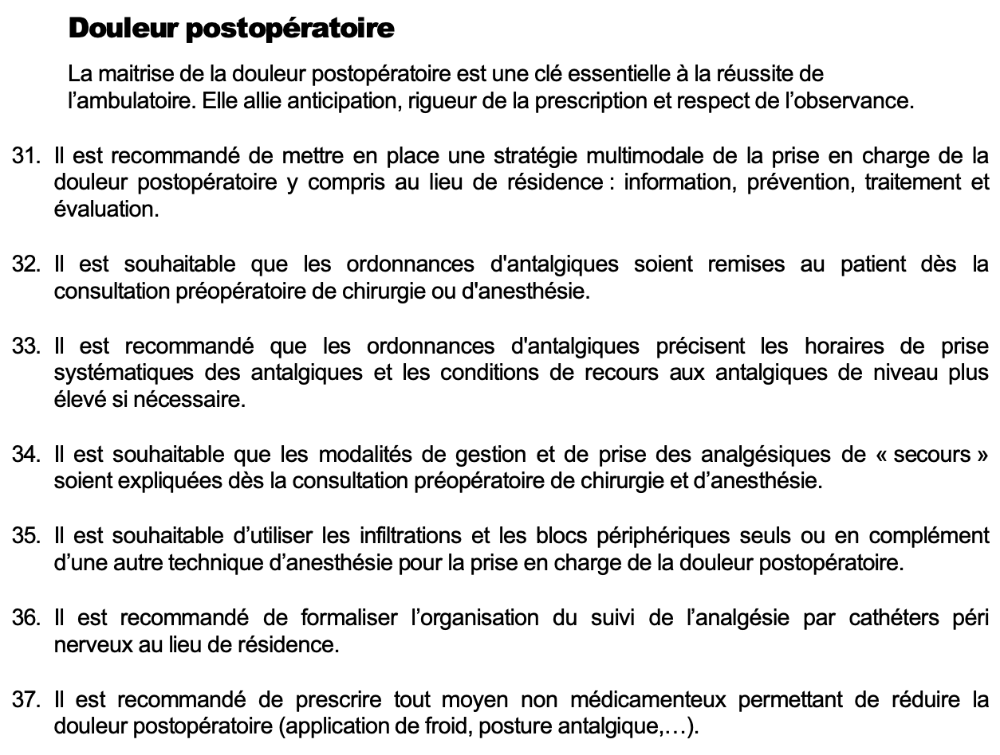 Douleur postopératoire
La maitrise de la douleur postopératoire est une clé essentielle à la réussite de
l’ambulatoire. Elle allie anticipation, rigueur de la prescription et respect de l’observance.
31. Il est recommandé de mettre en place une stratégie multimodale de la prise en charge de la
douleur postopératoire y compris au lieu de résidence : information, prévention, traitement et
évaluation.
32. Il est souhaitable que les ordonnances d'antalgiques soient remises au patient dès la
consultation préopératoire de chirurgie ou d'anesthésie.
33. Il est recommandé que les ordonnances d'antalgiques précisent les horaires de prise
systématiques des antalgiques et les conditions de recours aux antalgiques de niveau plus
élevé si nécessaire.
34. Il est souhaitable que les modalités de gestion et de prise des analgésiques de « secours »
soient expliquées dès la consultation préopératoire de chirurgie et d’anesthésie.
35. Il est souhaitable d’utiliser les infiltrations et les blocs périphériques seuls ou en complément
d’une autre technique d’anesthésie pour la prise en charge de la douleur postopératoire.
36. Il est recommandé de formaliser l’organisation du suivi de l’analgésie par cathéters péri
nerveux au lieu de résidence.
37. Il est recommandé de prescrire tout moyen non médicamenteux permettant de réduire la
douleur postopératoire (application de froid, posture antalgique,…).